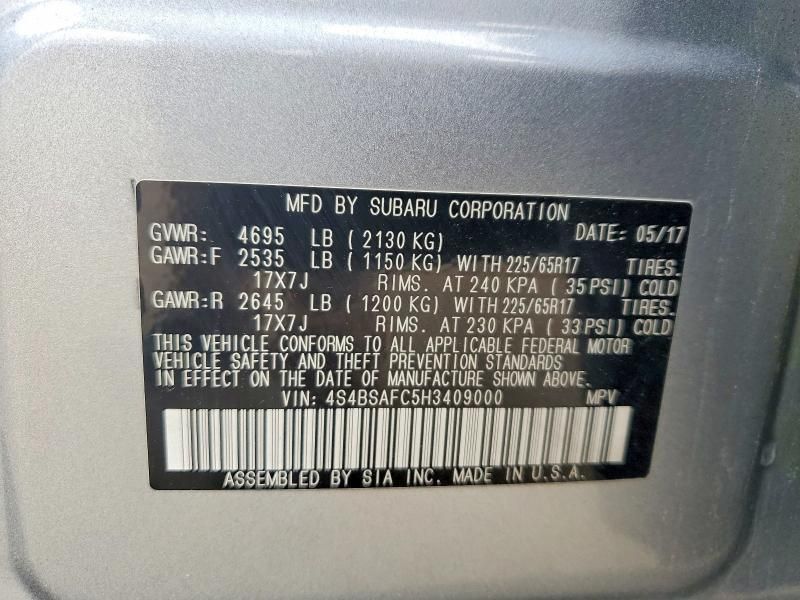 MFD BY SUBARU CORPORATION
GVWR: 4695 LB ( 2130 KG) DATE: 05/17
GAWR:F 2535 LB ( 1150 KG) WITH 225/65R17 TIRES.
17X7J RIMS. AT 240 KPA ( 35 PSI) COLD
GAWR:R 2645 LB ( 1200 KG) WITH 225/65R17 TIRES.
17X7J RIMS. AT 230 KPA ( 33 PSI) COLD
THIS VEHICLE CONFORMS TO ALL APPLICABLE FEDERAL MOTOR
VEHICLE SAFETY AND THEFT PREVENTION STANDARDS
IN EFFECT ON THE DATE OF MANUFACTURE SHOWN ABOVE.
VIN: 4S4BSAFC5H3409000 MPV
ASSEMBLED BY SIA INC. MADE IN U.S.A.